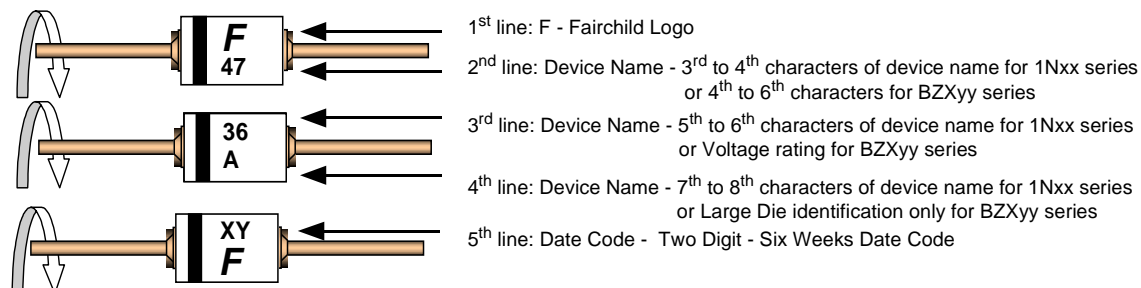 F
47
36
A
XY
F
1st line: F - Fairchild Logo
2nd line: Device Name - 3rd to 4th characters of device name for 1Nxx series
or 4th to 6th characters for BZXyy series
3rd line: Device Name - 5th to 6th characters of device name for 1Nxx series
or Voltage rating for BZXyy series
4th line: Device Name - 7th to 8th characters of device name for 1Nxx series
or Large Die identification only for BZXyy series
5th line: Date Code - Two Digit - Six Weeks Date Code